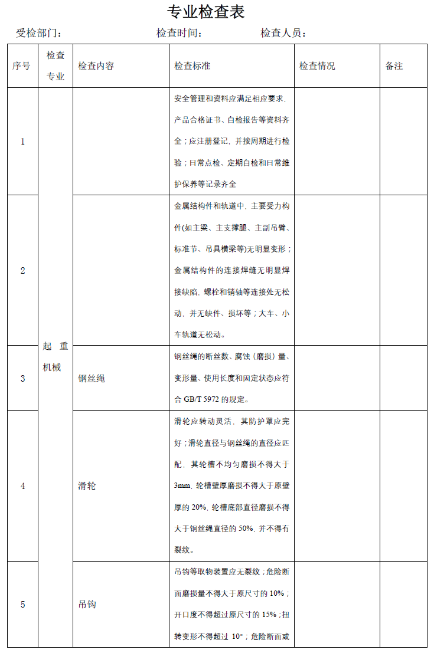 专业检查表
受检部门： 检查时间： 检查人员：
序号 检查专业 检查内容 检查标准 检查情况 备注
1
安全管理和资料应满足相应要求，
产品合格证书、自检报告等资料齐
全；应注册登记，并按周期进行检
验；日常点检、定期自检和日常维
护保养等记录齐全
2
金属结构件和轨道中，主要受力构
件(如主梁、主支撑腿、主副吊臂、
标准节、吊具横梁等)无明显变形；
金属结构件的连接焊缝无明显焊
接缺陷，螺栓和销轴等连接处无松
动，并无缺件、损坏等；大车、小
车轨道无松动。
起重
机械
3 钢丝绳
钢丝绳的断丝数、腐蚀（磨损）量、
变形量、使用长度和固定状态应符
合 GB/T 5972 的规定。
4 滑轮
滑轮应转动灵活，其防护罩应完
好；滑轮直径与钢丝绳的直径应匹
配，其轮槽不均匀磨损不得大于
3mm，轮槽壁厚磨损不得大于原壁
厚的 20%，轮槽底部直径磨损不得
大于钢丝绳直径的 50%，并不得有
裂纹。
5 吊钩
吊钩等取物装置应无裂纹；危险断
面磨损量不得大于原尺寸的 10%；
开口度不得超过原尺寸的 15%；扭
转变形不得超过 10°；危险断面或